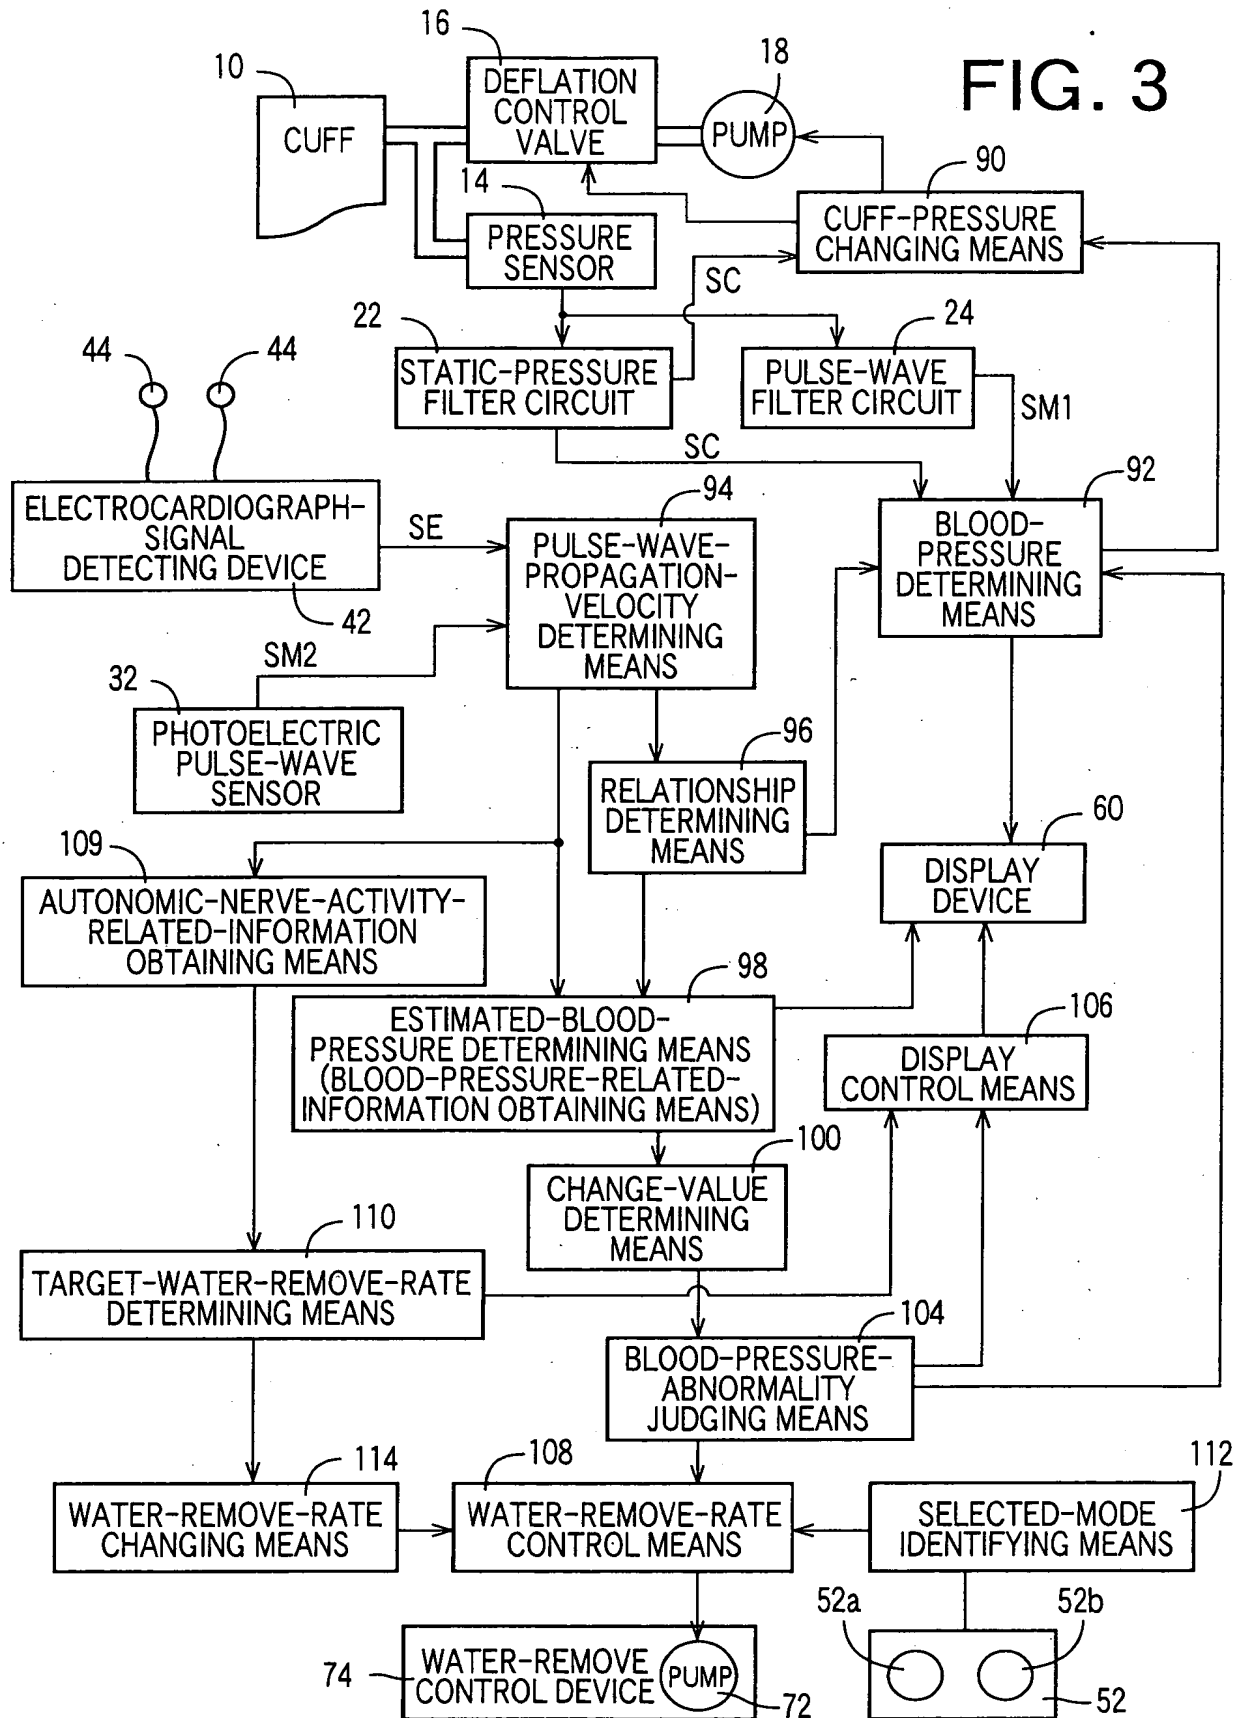 FIG. 3
16
10
18
DEFLATION
CONTROL
VALVE
CUFF
PUMP
90
14
CUFF-PRESSURE
CHANGING MEANS
PRESSURE
SENSOR
SC
22
24
44
44
STATIC-PRESSURE
FILTER CIRCUIT
PULSE-WAVE
FILTER CIRCUIT
SM1
SC
92
94
ELECTROCARDIOGRAPH-
SIGNAL
DETECTING DEVICE
42
SE
PULSE-WAVE-
PROPAGATION-
VELOCITY
DETERMINING
MEANS
BLOOD-
PRESSURE
DETERMINING
MEANS
SM2
32
PHOTOELECTRIC
PULSE-WAVE
SENSOR
96
RELATIONSHIP
DETERMINING
MEANS
60
DISPLAY
DEVICE
109
AUTONOMIC-NERVE-ACTIVITY-
RELATED-INFORMATION
OBTAINING MEANS
98
ESTIMATED-BLOOD-
PRESSURE DETERMINING MEANS
(BLOOD-PRESSURE-RELATED-
INFORMATION OBTAINING MEANS)
106
DISPLAY
CONTROL MEANS
100
CHANGE-VALUE
DETERMINING
MEANS
110
TARGET-WATER-REMOVE-RATE
DETERMINING MEANS
104
BLOOD-PRESSURE-
ABNORMALITY
JUDGING MEANS
114
WATER-REMOVE-RATE
CHANGING MEANS
108
WATER-REMOVE-RATE
CONTROL MEANS
112
SELECTED-MODE
IDENTIFYING MEANS
52a
52b
74
WATER-REMOVE
CONTROL DEVICE
PUMP
72
52